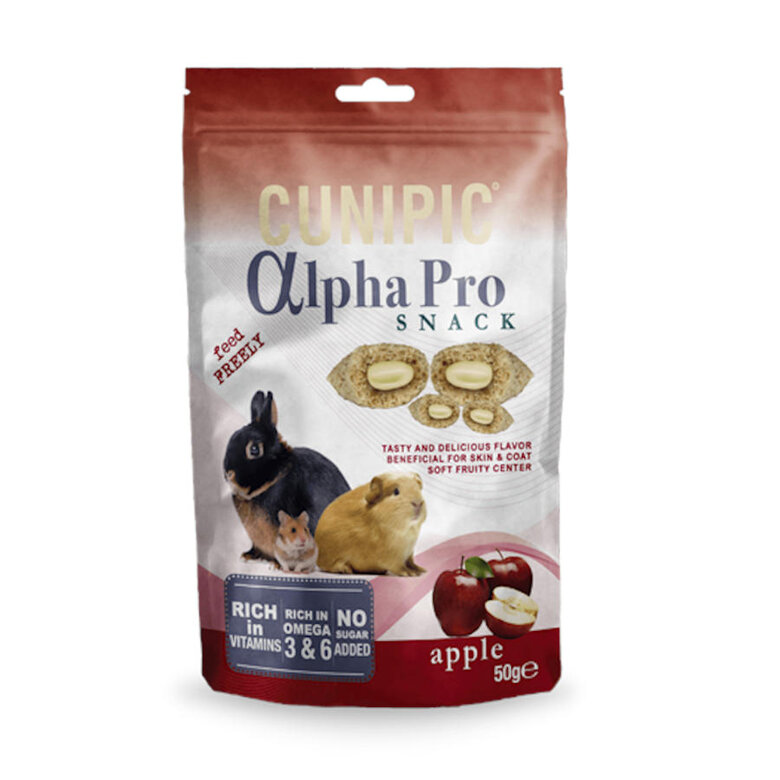 CUNIPIC°
αlpha Pro
SNACK
feed
FREELY
TASTY AND DELICIOUS FLAVOR
BENEFICIAL FOR SKIN & COAT
SOFT FRUITY CENTER
RICH
in
VITAMINS
RICH IN
OMEGA
3 & 6
NO
SUGAR
ADDED
apple
50g℮